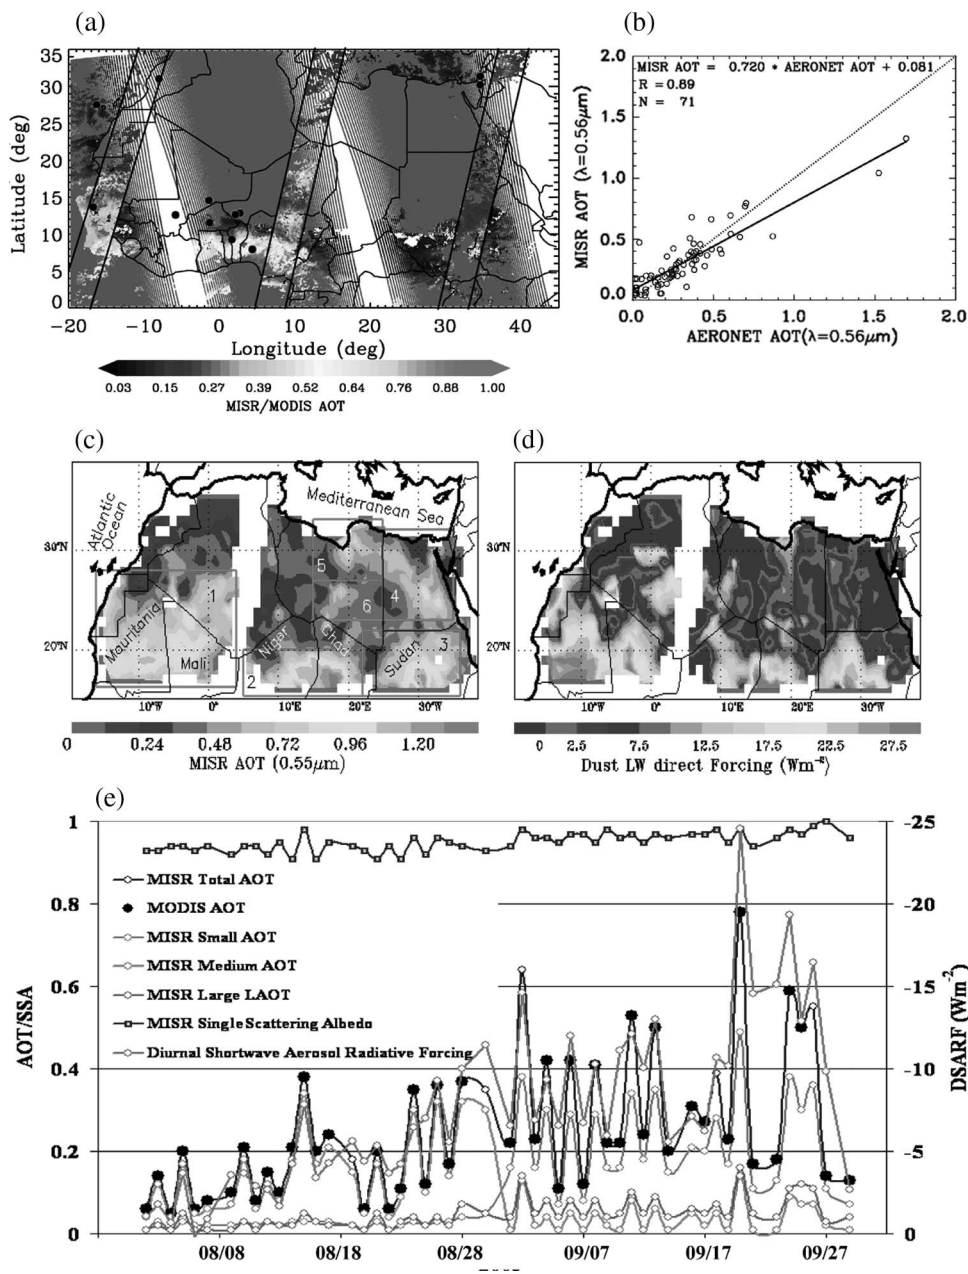 (a)
35
30
25
20
15
10
5
0
Latitude (deg)
-20 -10 0 10 20 30 40
Longitude (deg)
0.03 0.15 0.27 0.39 0.52 0.64 0.76 0.88 1.00
MISR/MODIS AOT
(b)
MISR AOT = 0.720 * AERONET AOT + 0.081
R = 0.89
N = 71
2.0
1.5
1.0
0.5
0.0
MISR AOT (λ=0.56μm)
0.0 0.5 1.0 1.5 2.0
AERONET AOT(λ=0.56μm)
(c)
Atlantic Ocean
Mediterranean Sea
30°N
20°N
Mauritania
Mali
Niger
Chad
Sudan
1
2
3
4
5
6
10°W 0° 10°E 20°E 30°W
0 0.24 0.48 0.72 0.96 1.20
MISR AOT (0.55μm)
(d)
30°N
20°N
10°W 0° 10°E 20°E 30°W
0 2.5 7.5 12.5 17.5 22.5 27.5
Dust LW direct Forcing (Wm⁻²)
(e)
1
0.8
0.6
0.4
0.2
0
AOT/SSA
MISR Total AOT
MODIS AOT
MISR Small AOT
MISR Medium AOT
MISR Large LAOT
MISR Single Scattering Albedo
Diurnal Shortwave Aerosol Radiative Forcing
-25
-20
-15
-10
-5
0
DSARF (Wm⁻²)
08/08 08/18 08/28 09/07 09/17 09/27